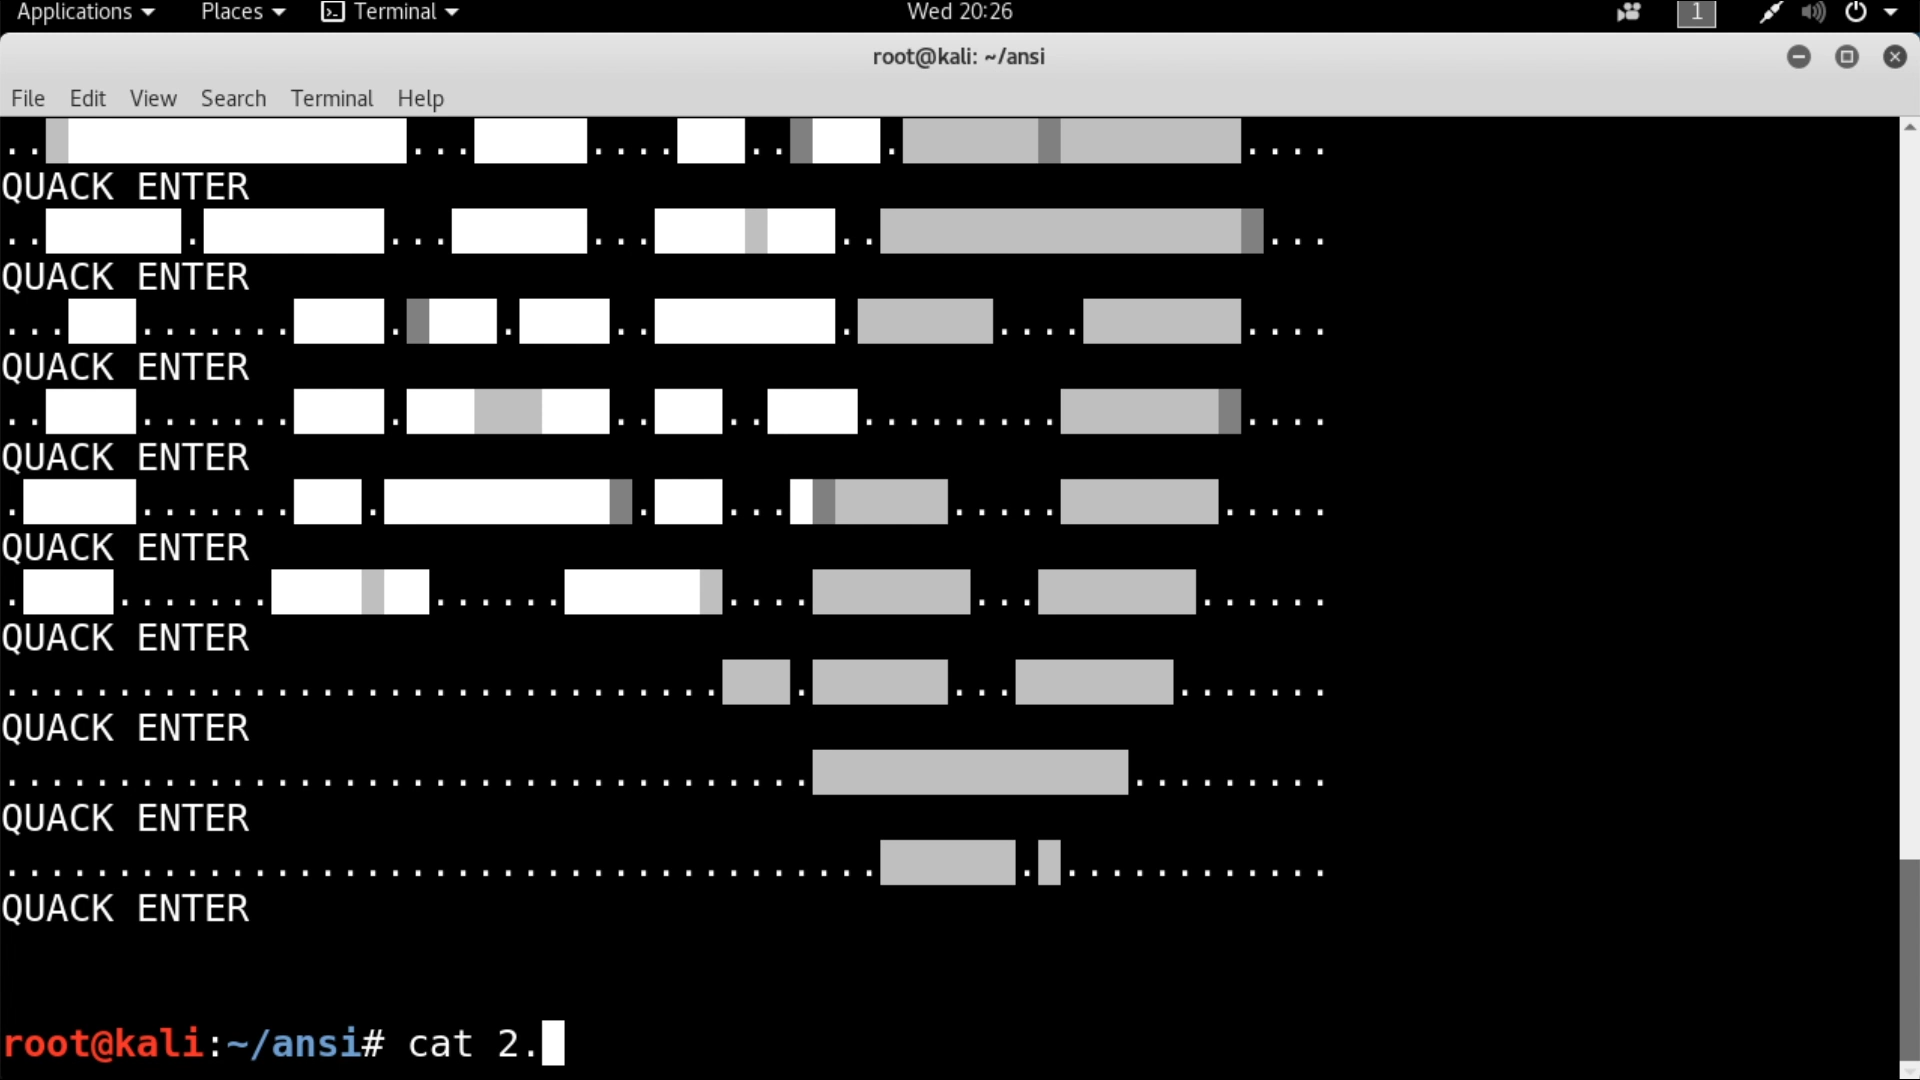 Applications Places Terminal Wed 20:26 1
root@kali: ~/ansi
File Edit View Search Terminal Help
.. ... .... .. . ....
QUACK ENTER
.. . ... ... .. ...
QUACK ENTER
... ....... . . .. . .... ....
QUACK ENTER
.. ....... . .. .. ......... ....
QUACK ENTER
. ....... . . ... ..... .....
QUACK ENTER
. ....... ...... .... ... ......
QUACK ENTER
................................ . ... .......
QUACK ENTER
.................................... .........
QUACK ENTER
....................................... . ............
QUACK ENTER
root@kali:~/ansi# cat 2.